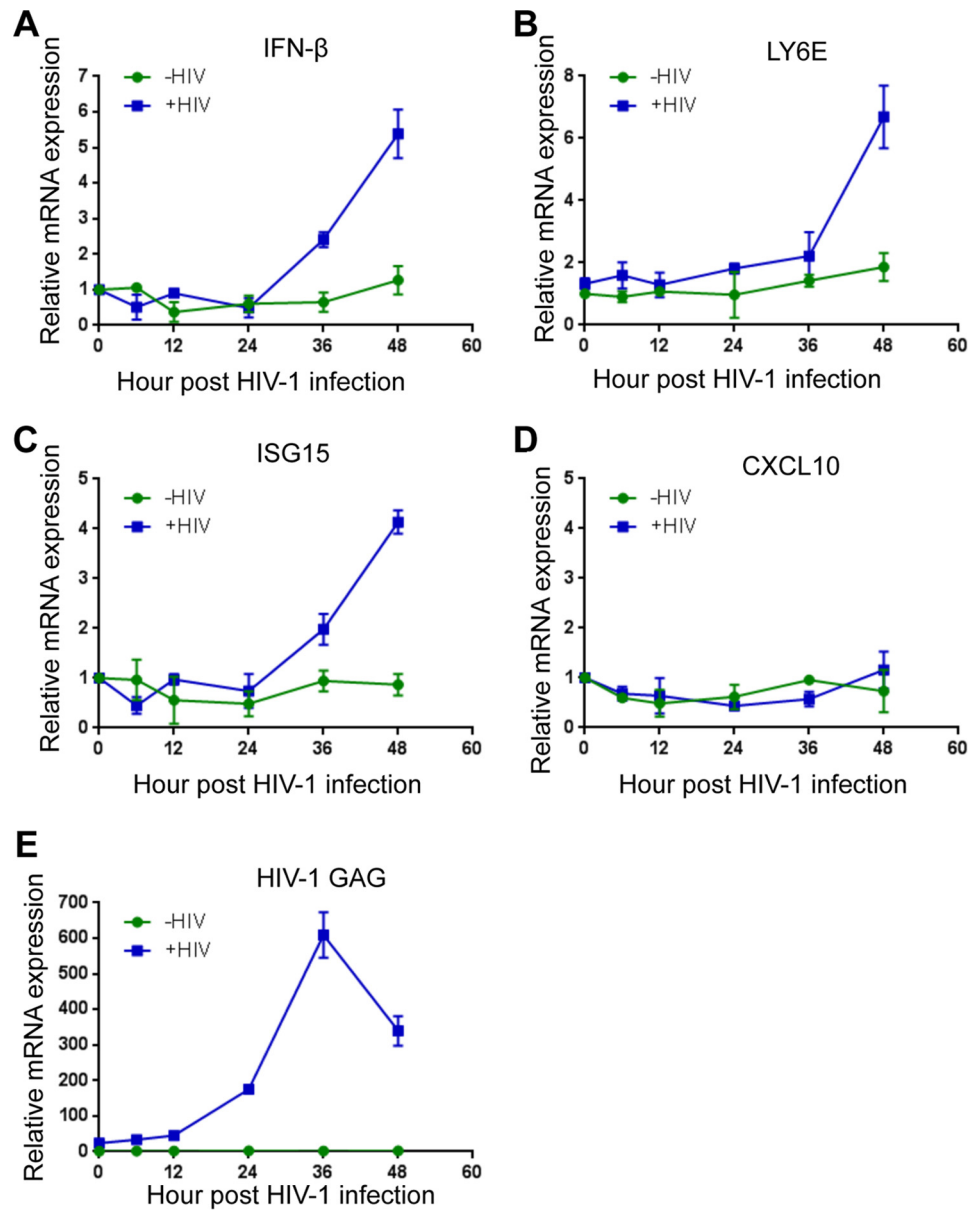 A
IFN-β
Relative mRNA expression
-HIV
+HIV
7
6
5
4
3
2
1
0
0 12 24 36 48 60
Hour post HIV-1 infection
B
LY6E
Relative mRNA expression
-HIV
+HIV
8
6
4
2
0
0 12 24 36 48 60
Hour post HIV-1 infection
C
ISG15
Relative mRNA expression
-HIV
+HIV
5
4
3
2
1
0
0 12 24 36 48 60
Hour post HIV-1 infection
D
CXCL10
Relative mRNA expression
-HIV
+HIV
5
4
3
2
1
0
0 12 24 36 48 60
Hour post HIV-1 infection
E
HIV-1 GAG
Relative mRNA expression
-HIV
+HIV
700
600
500
400
300
200
100
0
0 12 24 36 48 60
Hour post HIV-1 infection